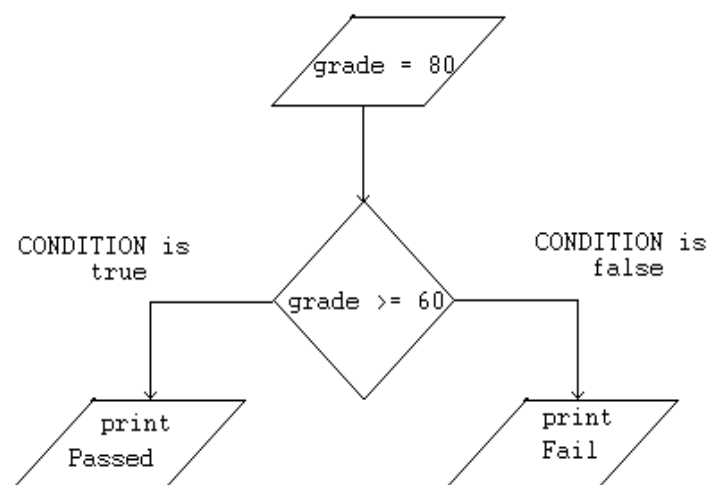 grade = 80
CONDITION is
true
CONDITION is
false
grade >= 60
print
Passed
print
Fail